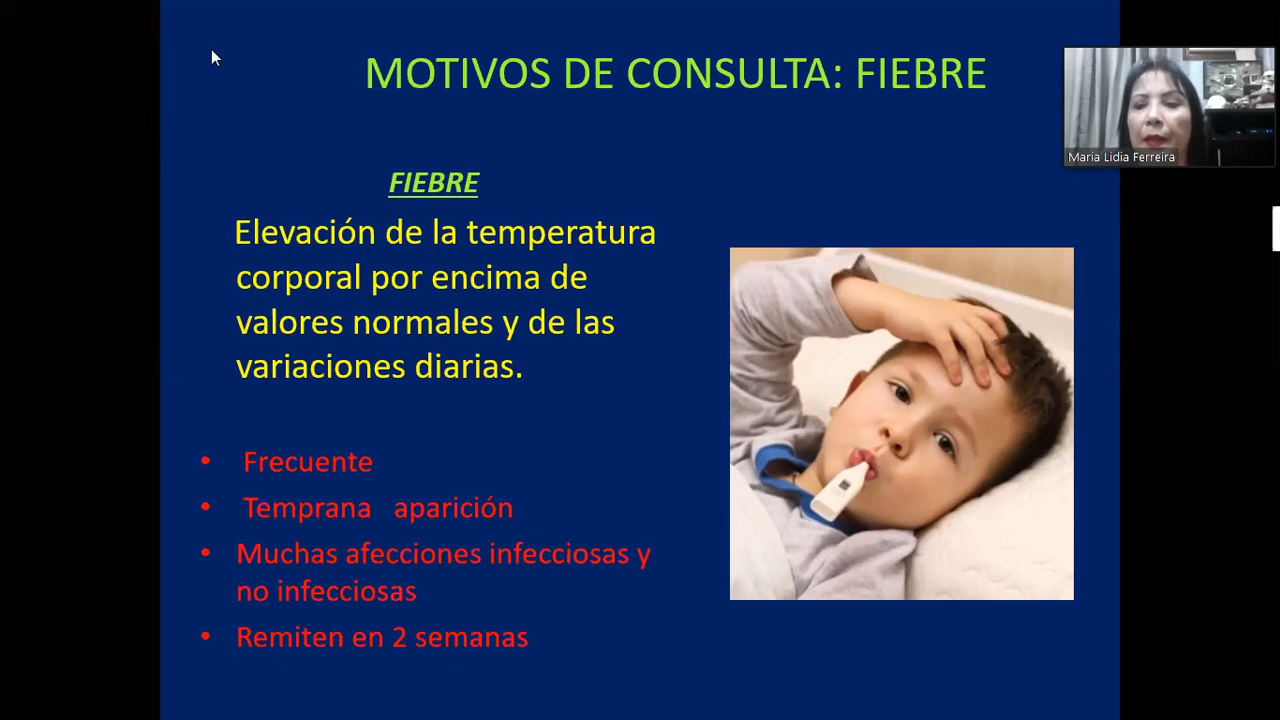 MOTIVOS DE CONSULTA: FIEBRE
Maria Lidia Ferreira
FIEBRE
Elevación de la temperatura
corporal por encima de
valores normales y de las
variaciones diarias.
• Frecuente
• Temprana aparición
• Muchas afecciones infecciosas y
no infecciosas
• Remiten en 2 semanas